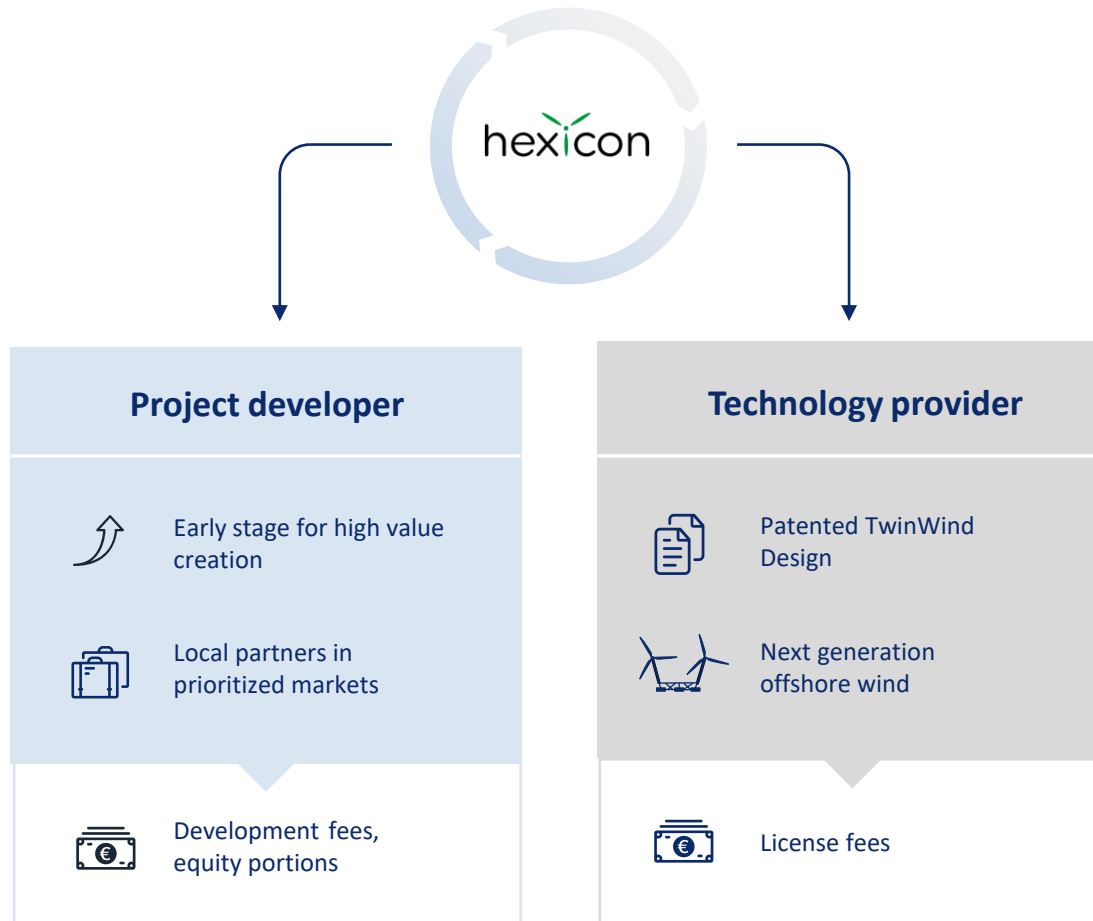 hexicon
Project developer
Early stage for high value
creation
Local partners in
prioritized markets
Development fees,
equity portions
Technology provider
Patented TwinWind
Design
Next generation
offshore wind
License fees